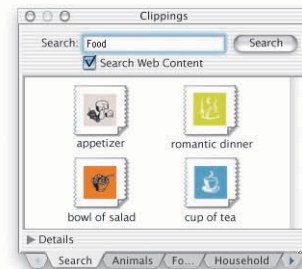 Clippings
Search: Food Search
Search Web Content
appetizer romantic dinner
bowl of salad cup of tea
Details
Search Animals Fo... Household